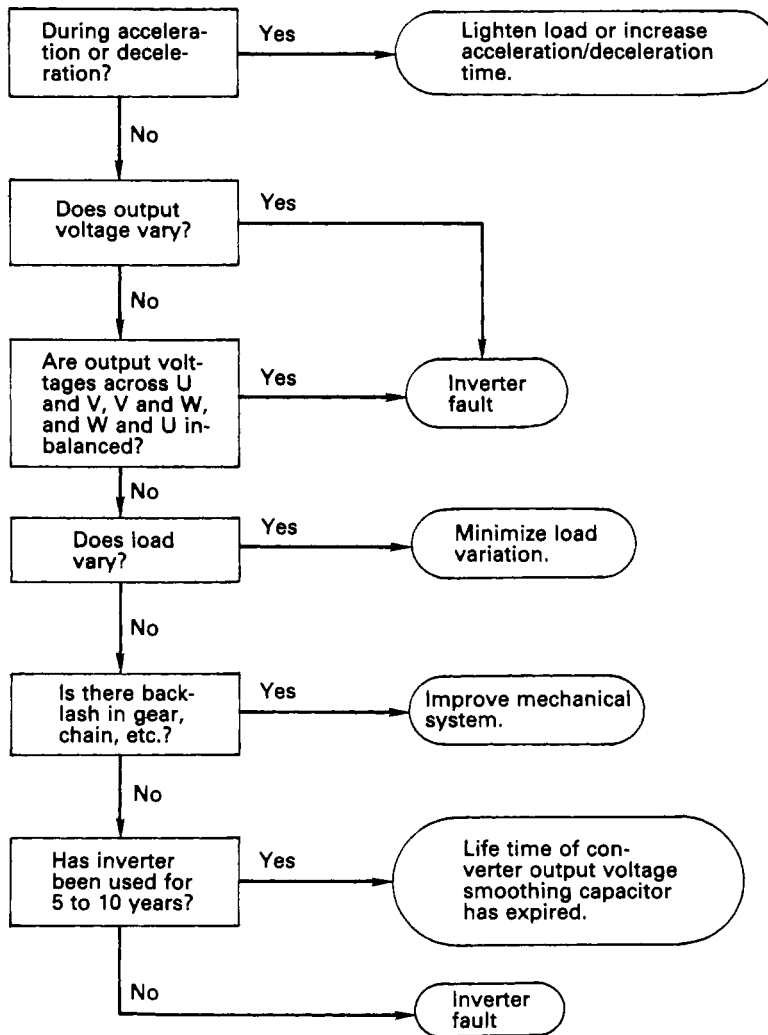 During accelera-
tion or decele-
ration?
Yes
Lighten load or increase
acceleration/deceleration
time.
No
Does output
voltage vary?
Yes
No
Are output vol-
tages across U
and V, V and W,
and W and U in-
balanced?
Yes
Inverter
fault
No
Does load
vary?
Yes
Minimize load
variation.
No
Is there back-
lash in gear,
chain, etc.?
Yes
Improve mechanical
system.
No
Has inverter
been used for
5 to 10 years?
Yes
Life time of con-
verter output voltage
smoothing capacitor
has expired.
No
Inverter
fault